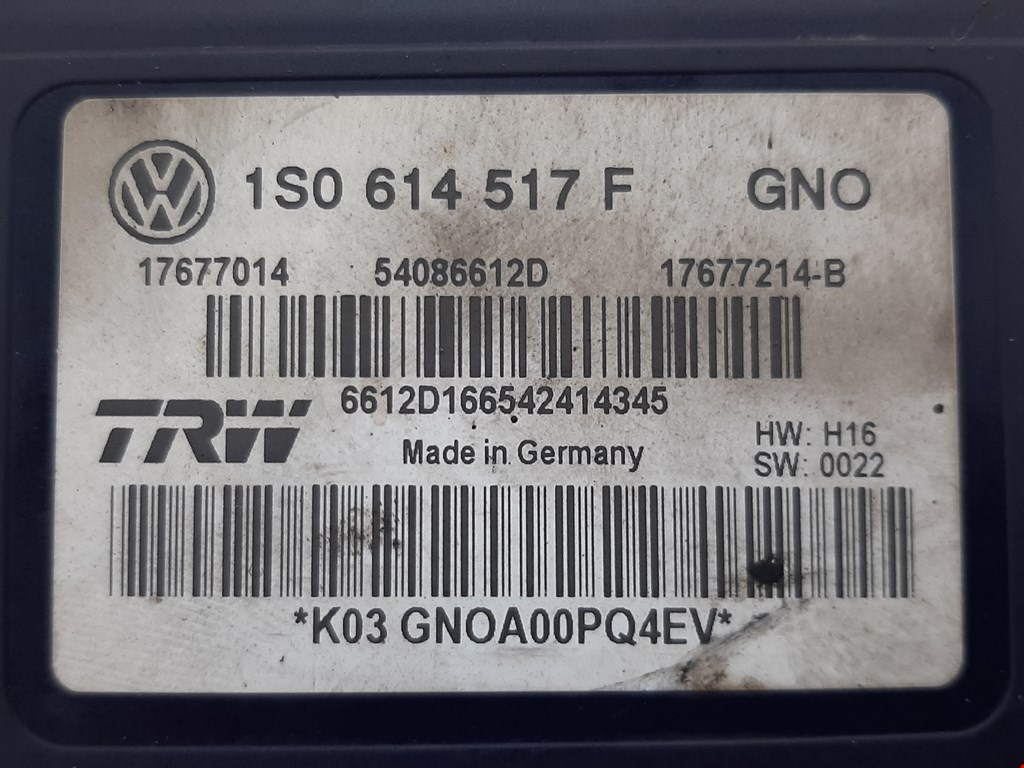 1S0 614 517 F GNO
17677014 54086612D 17677214-B
6612D166542414345
TRW
Made in Germany
HW: H16
SW: 0022
*K03 GNOA00PQ4EV*